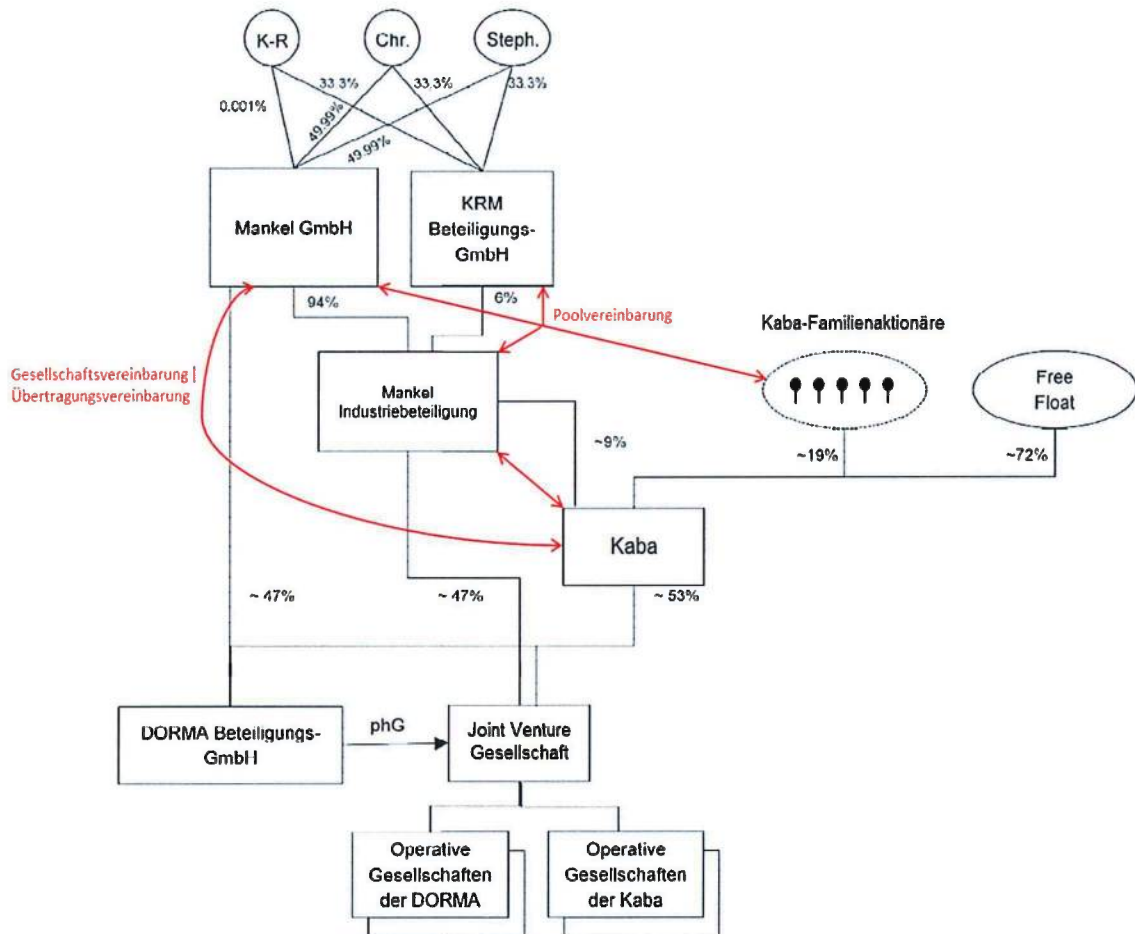 K-R
Chr.
Steph.
33.3%
33.3%
33.3%
0.001%
49.99%
49.99%
Mankel GmbH
KRM
Beteiligungs-
GmbH
94%
6%
Poolvereinbarung
Kaba-Familienaktionäre
Gesellschaftsvereinbarung |
Übertragungsvereinbarung
Mankel
Industriebeteiligung
Free
Float
~9%
~19%
~72%
Kaba
~ 47%
~ 47%
~ 53%
DORMA Beteiligungs-
GmbH
phG
Joint Venture
Gesellschaft
Operative
Gesellschaften
der DORMA
Operative
Gesellschaften
der Kaba